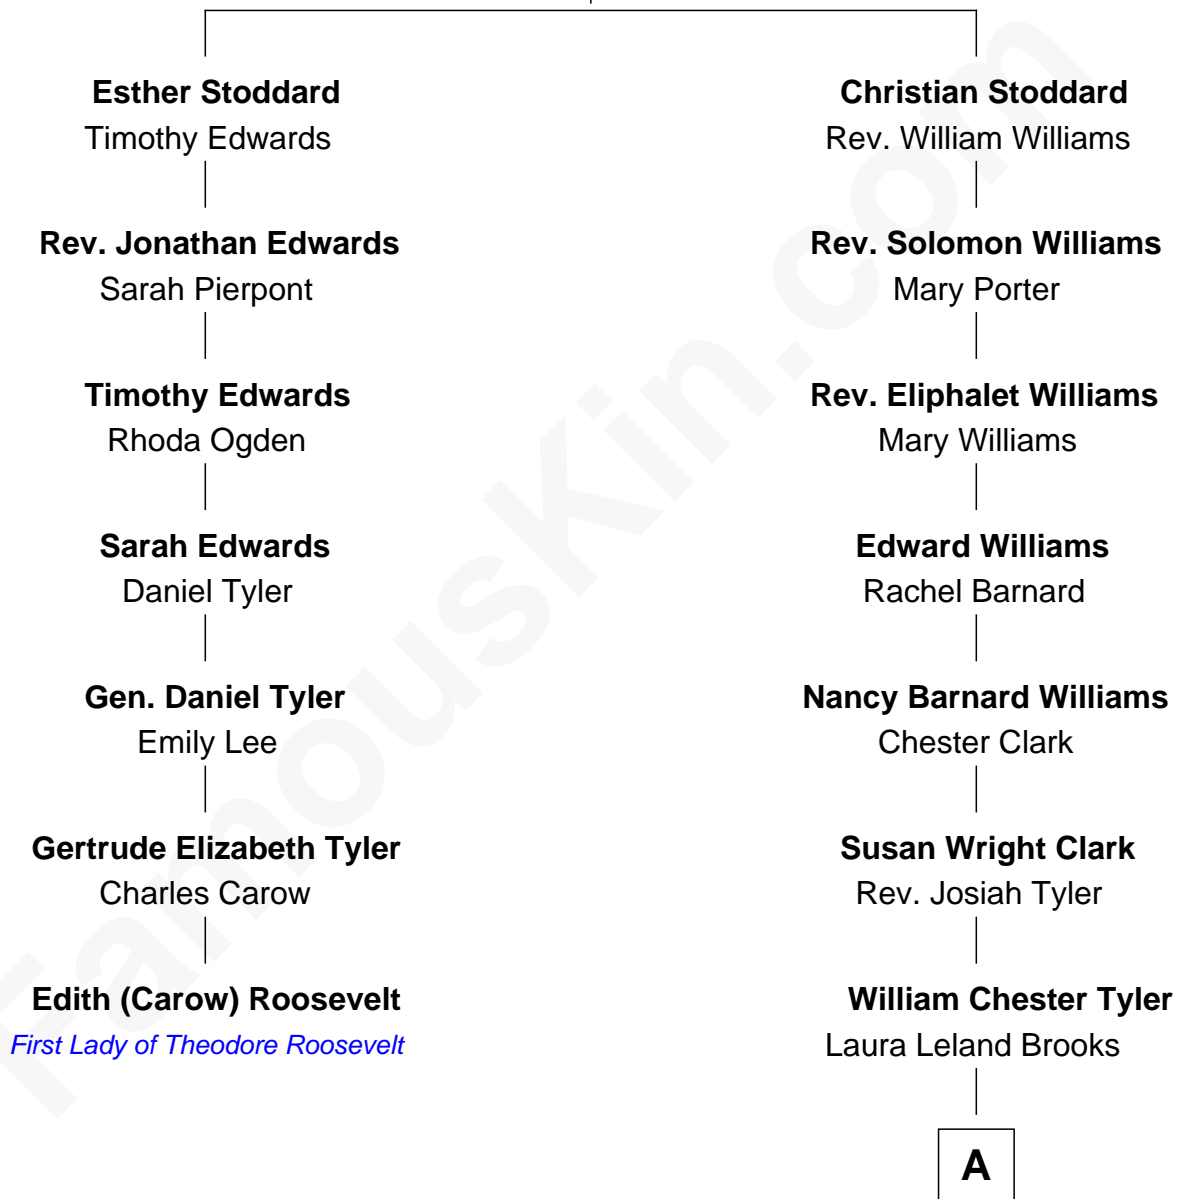 Esther Stoddard
Timothy Edwards
Rev. Jonathan Edwards
Sarah Pierpont
Timothy Edwards
Rhoda Ogden
Sarah Edwards
Daniel Tyler
Gen. Daniel Tyler
Emily Lee
Gertrude Elizabeth Tyler
Charles Carow
Edith (Carow) Roosevelt
First Lady of Theodore Roosevelt
Christian Stoddard
Rev. William Williams
Rev. Solomon Williams
Mary Porter
Rev. Eliphalet Williams
Mary Williams
Edward Williams
Rachel Barnard
Nancy Barnard Williams
Chester Clark
Susan Wright Clark
Rev. Josiah Tyler
William Chester Tyler
Laura Leland Brooks
A
FamousKin.com